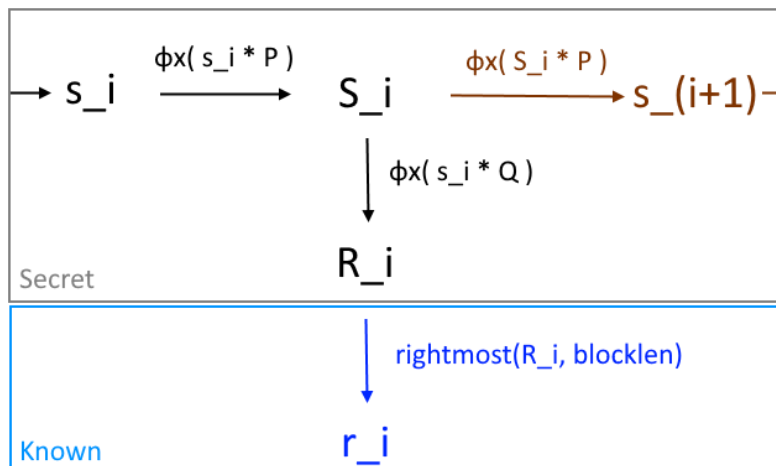 ϕx( s_i * P )
ϕx( S_i * P )
s_i
S_i
s_(i+1)
ϕx( s_i * Q )
R_i
Secret
rightmost(R_i, blocklen)
r_i
Known